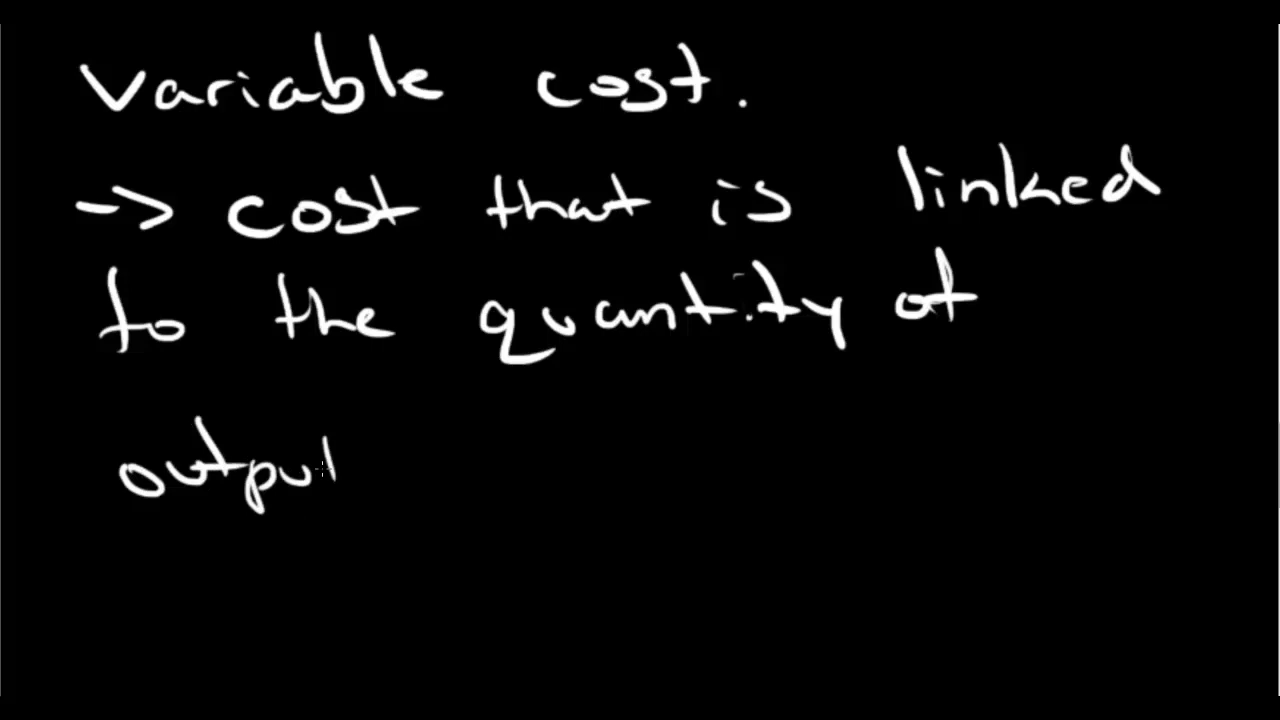 variable cost.
-> cost that is linked
to the quantity of
output